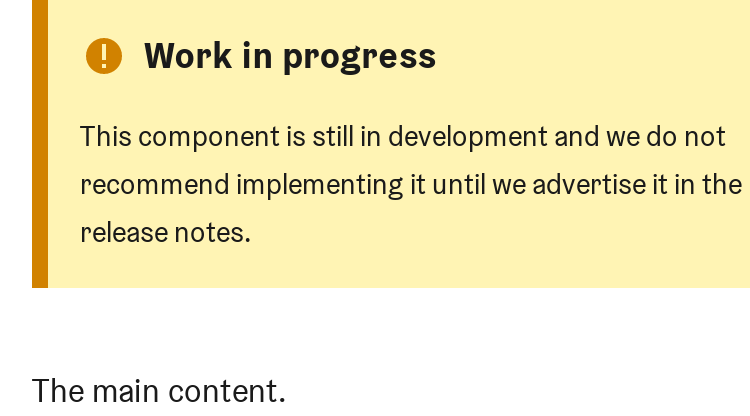 Work in progress
This component is still in development and we do not
recommend implementing it until we advertise it in the
release notes.
The main content.